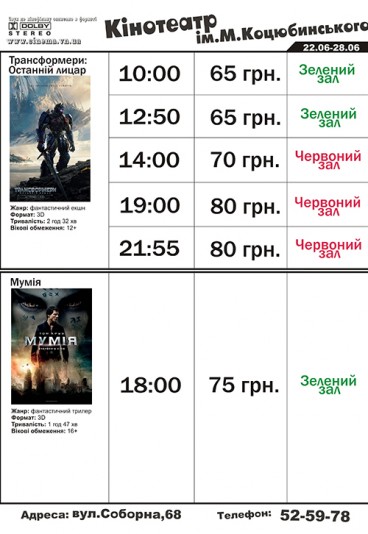 DOLBY
STEREO
www.cinema.vn.ua
Кінотеатр
ім.М.Коцюбинського
22.06-28.06
Трансформери:
Останній лицар
Жанр: фантастичний екшн
Формат: 3D
Тривалість: 2 год 32 хв
Вікові обмеження: 12+
10:00 65 грн. Зелений зал
12:50 65 грн. Зелений зал
14:00 70 грн. Червоний зал
19:00 80 грн. Червоний зал
21:55 80 грн. Червоний зал
Мумія
МУМІЯ
Жанр: фантастичний трилер
Формат: 3D
Тривалість: 1 год 47 хв
Вікові обмеження: 16+
18:00 75 грн. Зелений зал
Адреса: вул.Соборна,68 Телефон: 52-59-78